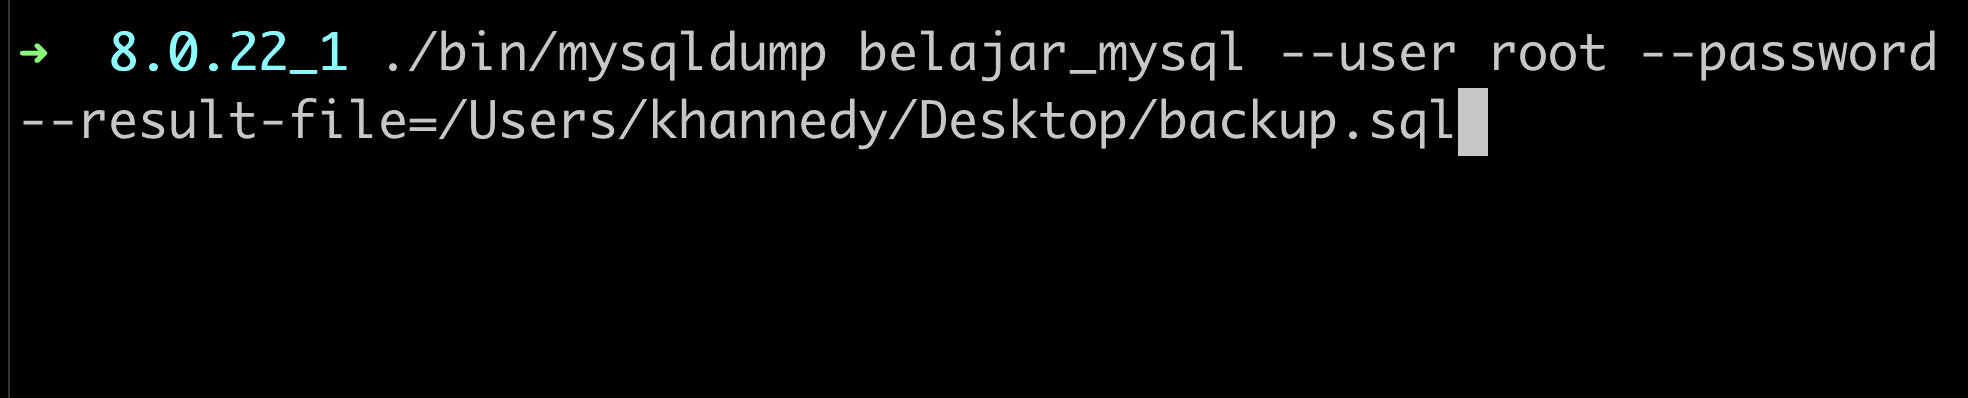 ➜  8.0.22_1 ./bin/mysqldump belajar_mysql --user root --password
--result-file=/Users/khannedy/Desktop/backup.sql